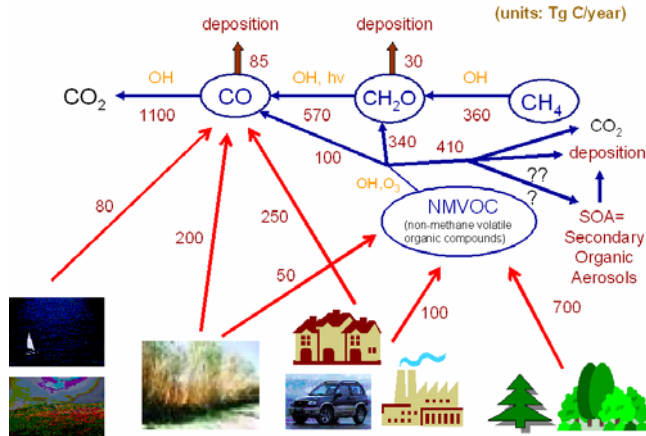 (units: Tg C/year)
deposition
deposition
85
30
OH
OH, hν
OH
CO₂
CO
CH₂O
CH₄
1100
570
360
340
410
CO₂
100
deposition
OH,O₃
??
?
80
250
NMVOC
(non-methane volatile
organic compounds)
SOA=
Secondary
Organic
Aerosols
200
50
100
700